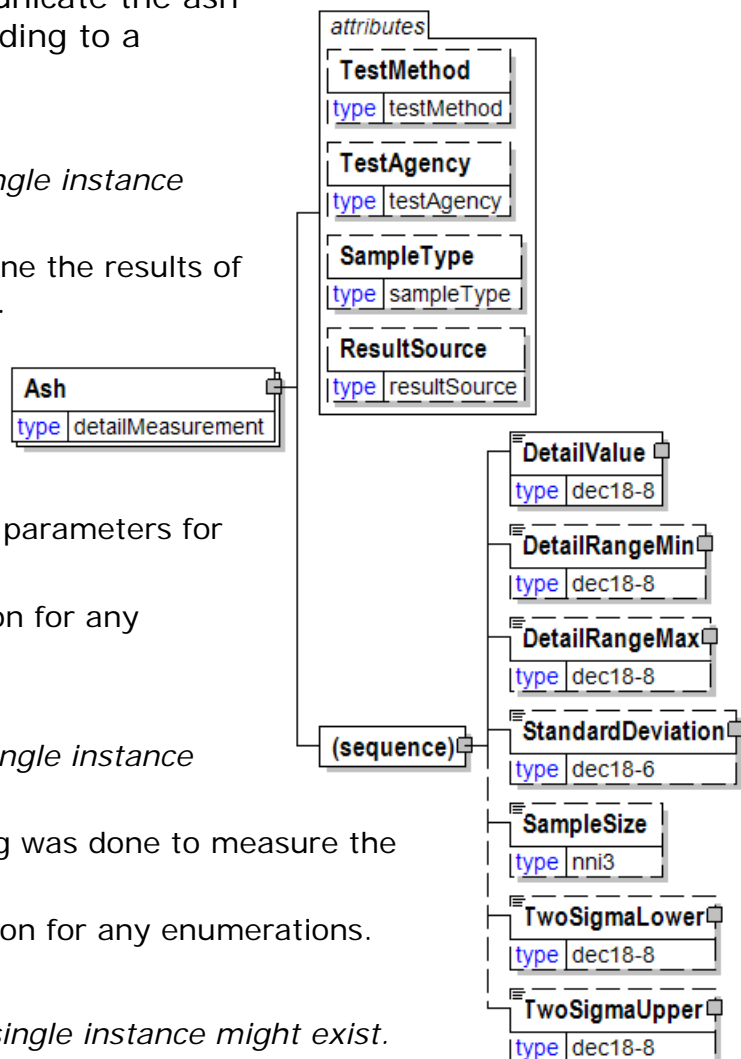 unicate the ash
ding to a
ngle instance
ne the results of
.
parameters for
on for any
ngle instance
g was done to measure the
on for any enumerations.
single instance might exist.
attributes
TestMethod
type testMethod
TestAgency
type testAgency
SampleType
type sampleType
ResultSource
type resultSource
Ash
type detailMeasurement
(sequence)
DetailValue
type dec18-8
DetailRangeMin
type dec18-8
DetailRangeMax
type dec18-8
StandardDeviation
type dec18-6
SampleSize
type nni3
TwoSigmaLower
type dec18-8
TwoSigmaUpper
type dec18-8